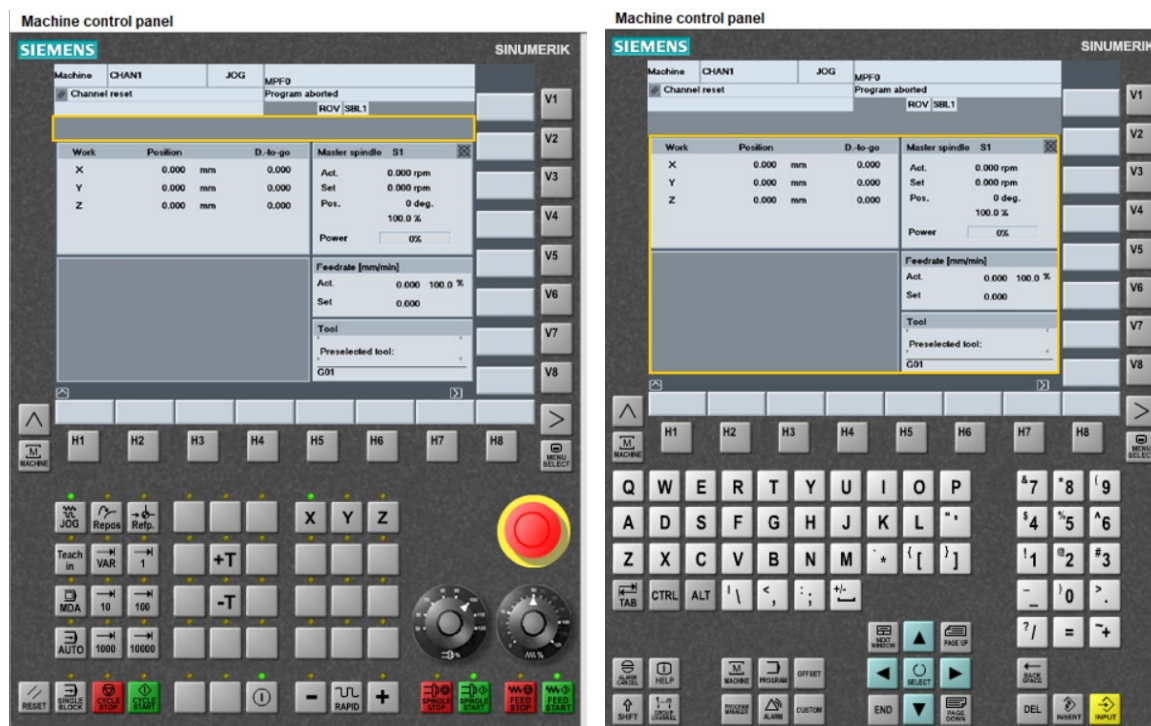 Machine control panel
SIEMENS
SINUMERIK
Machine CHAN1 JOG MPF0
Channel reset Program aborted
ROV SBL1
Work Position D.-to-go Master spindle S1
X 0.000 mm 0.000 Act. 0.000 rpm
Y 0.000 mm 0.000 Set 0.000 rpm
Z 0.000 mm 0.000 Pos. 0 deg.
100.0 %
Power 0%
Feedrate [mm/min]
Act. 0.000 100.0 %
Set 0.000
Tool
Preselected tool:
G01
V1
V2
V3
V4
V5
V6
V7
V8
H1 H2 H3 H4 H5 H6 H7 H8
MACHINE
MENU SELECT
JOG Repos Refp. X Y Z
Teach in VAR 1 +T
MDA 10 100 -T
AUTO 1000 10000
RESET SINGLE BLOCK CYCLE STOP CYCLE START - RAPID + SPINDLE STOP SPINDLE START FEED STOP FEED START
Machine control panel
SIEMENS
SINUMERIK
Machine CHAN1 JOG MPF0
Channel reset Program aborted
ROV SBL1
Work Position D.-to-go Master spindle S1
X 0.000 mm 0.000 Act. 0.000 rpm
Y 0.000 mm 0.000 Set 0.000 rpm
Z 0.000 mm 0.000 Pos. 0 deg.
100.0 %
Power 0%
Feedrate [mm/min]
Act. 0.000 100.0 %
Set 0.000
Tool
Preselected tool:
G01
V1
V2
V3
V4
V5
V6
V7
V8
H1 H2 H3 H4 H5 H6 H7 H8
MACHINE
MENU SELECT
Q W E R T Y U I O P & 7 * 8 ( 9
A D S F G H J K L " ' $ 4 % 5 ^ 6
Z X C V B N M ` * { [ } ] ! 1 @ 2 # 3
TAB CTRL ALT | \ < , : ; +/- - _ ) 0 > .
NEXT WINDOW PAGE UP ? / = ~ +
ALARM CANCEL HELP MACHINE PROGRAM OFFSET SELECT BACK SPACE
SHIFT 1...n GROUP CHANNEL PROGRAM MANAGER ALARM CUSTOM END PAGE DOWN DEL INSERT INPUT